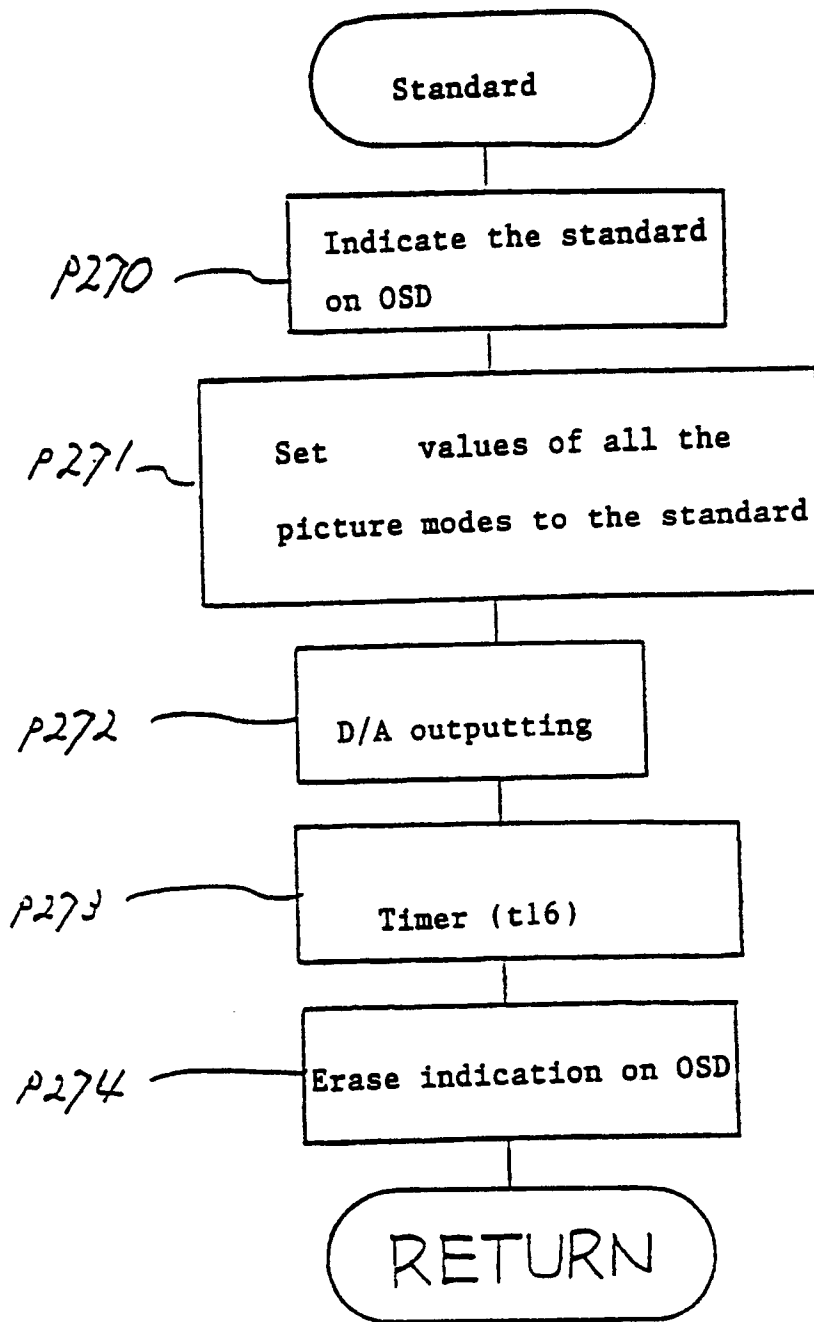 Standard
P270
Indicate the standard
on OSD
P271
Set values of all the
picture modes to the standard
P272
D/A outputting
P273
Timer (t16)
P274
Erase indication on OSD
RETURN